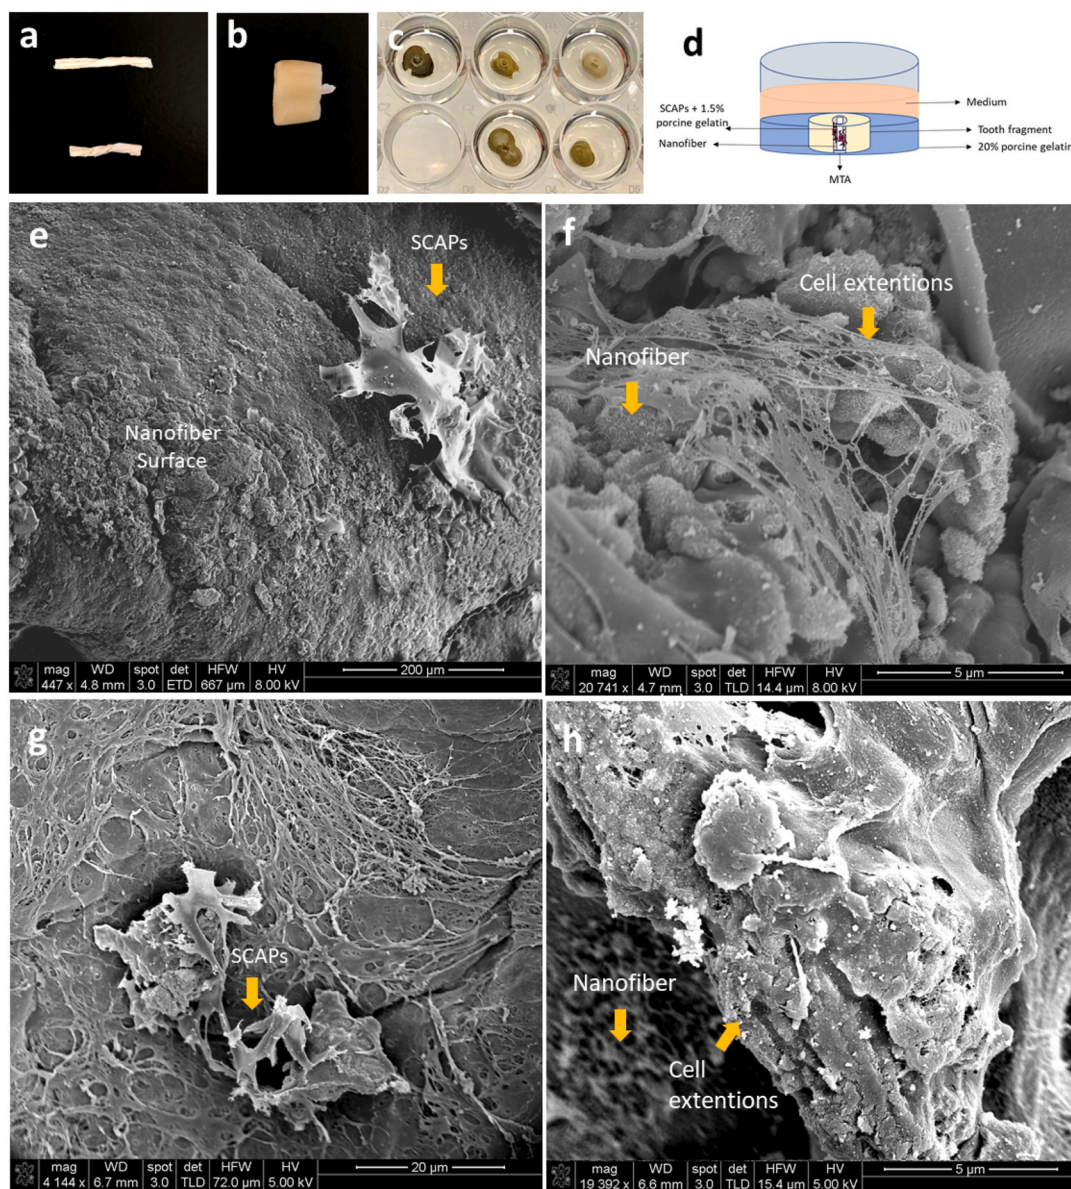 a
b
c
d
SCAPs + 1.5%
porcine gelatin
Nanofiber
Medium
Tooth fragment
20% porcine gelatin
MTA
e
SCAPs
Nanofiber
Surface
mag WD spot det HFW HV
447 x 4.8 mm 3.0 ETD 667 µm 8.00 kV
200 µm
f
Cell extentions
Nanofiber
mag WD spot det HFW HV
20 741 x 4.7 mm 3.0 TLD 14.4 µm 8.00 kV
5 µm
g
SCAPs
mag WD spot det HFW HV
4 144 x 6.7 mm 3.0 TLD 72.0 µm 5.00 kV
20 µm
h
Nanofiber
Cell
extentions
mag WD spot det HFW HV
19 392 x 6.6 mm 3.0 TLD 15.4 µm 5.00 kV
5 µm